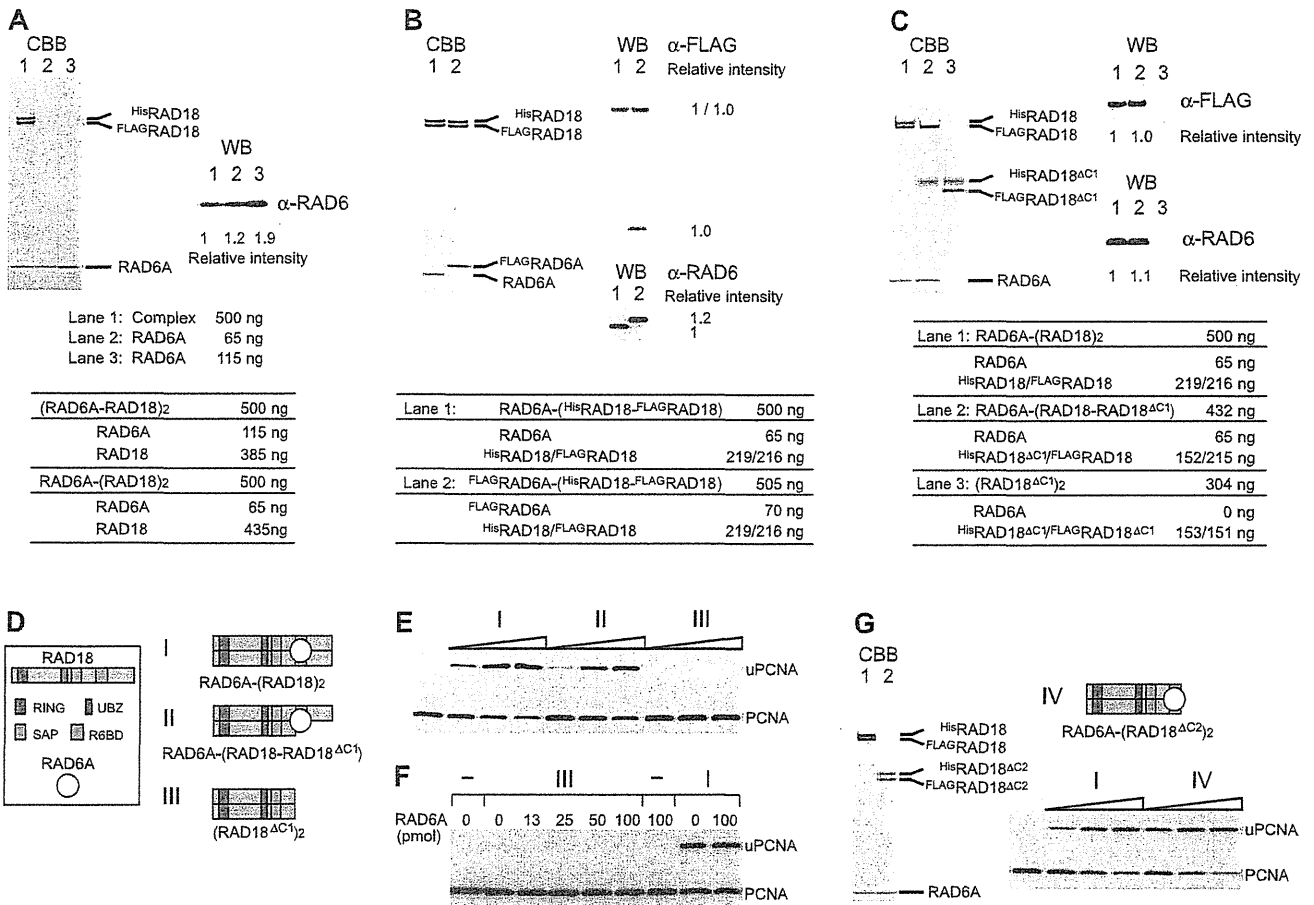 A
CBB
1 2 3
HisRAD18
FLAGRAD18
WB
1 2 3
α-RAD6
1 1.2 1.9
Relative intensity
RAD6A
Lane 1: Complex 500 ng
Lane 2: RAD6A 65 ng
Lane 3: RAD6A 115 ng
(RAD6A-RAD18)2 500 ng
RAD6A 115 ng
RAD18 385 ng
RAD6A-(RAD18)2 500 ng
RAD6A 65 ng
RAD18 435ng
B
CBB
1 2
WB α-FLAG
1 2 Relative intensity
HisRAD18
FLAGRAD18
1 / 1.0
1.0
FLAGRAD6A
RAD6A
WB α-RAD6
1 2 Relative intensity
1.2
1
Lane 1: RAD6A-(HisRAD18-FLAGRAD18) 500 ng
RAD6A 65 ng
HisRAD18/FLAGRAD18 219/216 ng
Lane 2: FLAGRAD6A-(HisRAD18-FLAGRAD18) 505 ng
FLAGRAD6A 70 ng
HisRAD18/FLAGRAD18 219/216 ng
C
CBB
1 2 3
HisRAD18
FLAGRAD18
HisRAD18ΔC1
FLAGRAD18ΔC1
RAD6A
WB
1 2 3
α-FLAG
1 1.0 Relative intensity
WB
1 2 3
α-RAD6
1 1.1 Relative intensity
Lane 1: RAD6A-(RAD18)2 500 ng
RAD6A 65 ng
HisRAD18/FLAGRAD18 219/216 ng
Lane 2: RAD6A-(RAD18-RAD18ΔC1) 432 ng
RAD6A 65 ng
HisRAD18ΔC1/FLAGRAD18 152/215 ng
Lane 3: (RAD18ΔC1)2 304 ng
RAD6A 0 ng
HisRAD18ΔC1/FLAGRAD18ΔC1 153/151 ng
D
RAD18
RING UBZ
SAP R6BD
RAD6A
I
RAD6A-(RAD18)2
II
RAD6A-(RAD18-RAD18ΔC1)
III
(RAD18ΔC1)2
E
I II III
uPCNA
PCNA
F
– III – I
RAD6A (pmol) 0 0 13 25 50 100 100 0 100
uPCNA
PCNA
G
CBB
1 2
HisRAD18
FLAGRAD18
HisRAD18ΔC2
FLAGRAD18ΔC2
RAD6A
IV
RAD6A-(RAD18ΔC2)2
I IV
uPCNA
PCNA